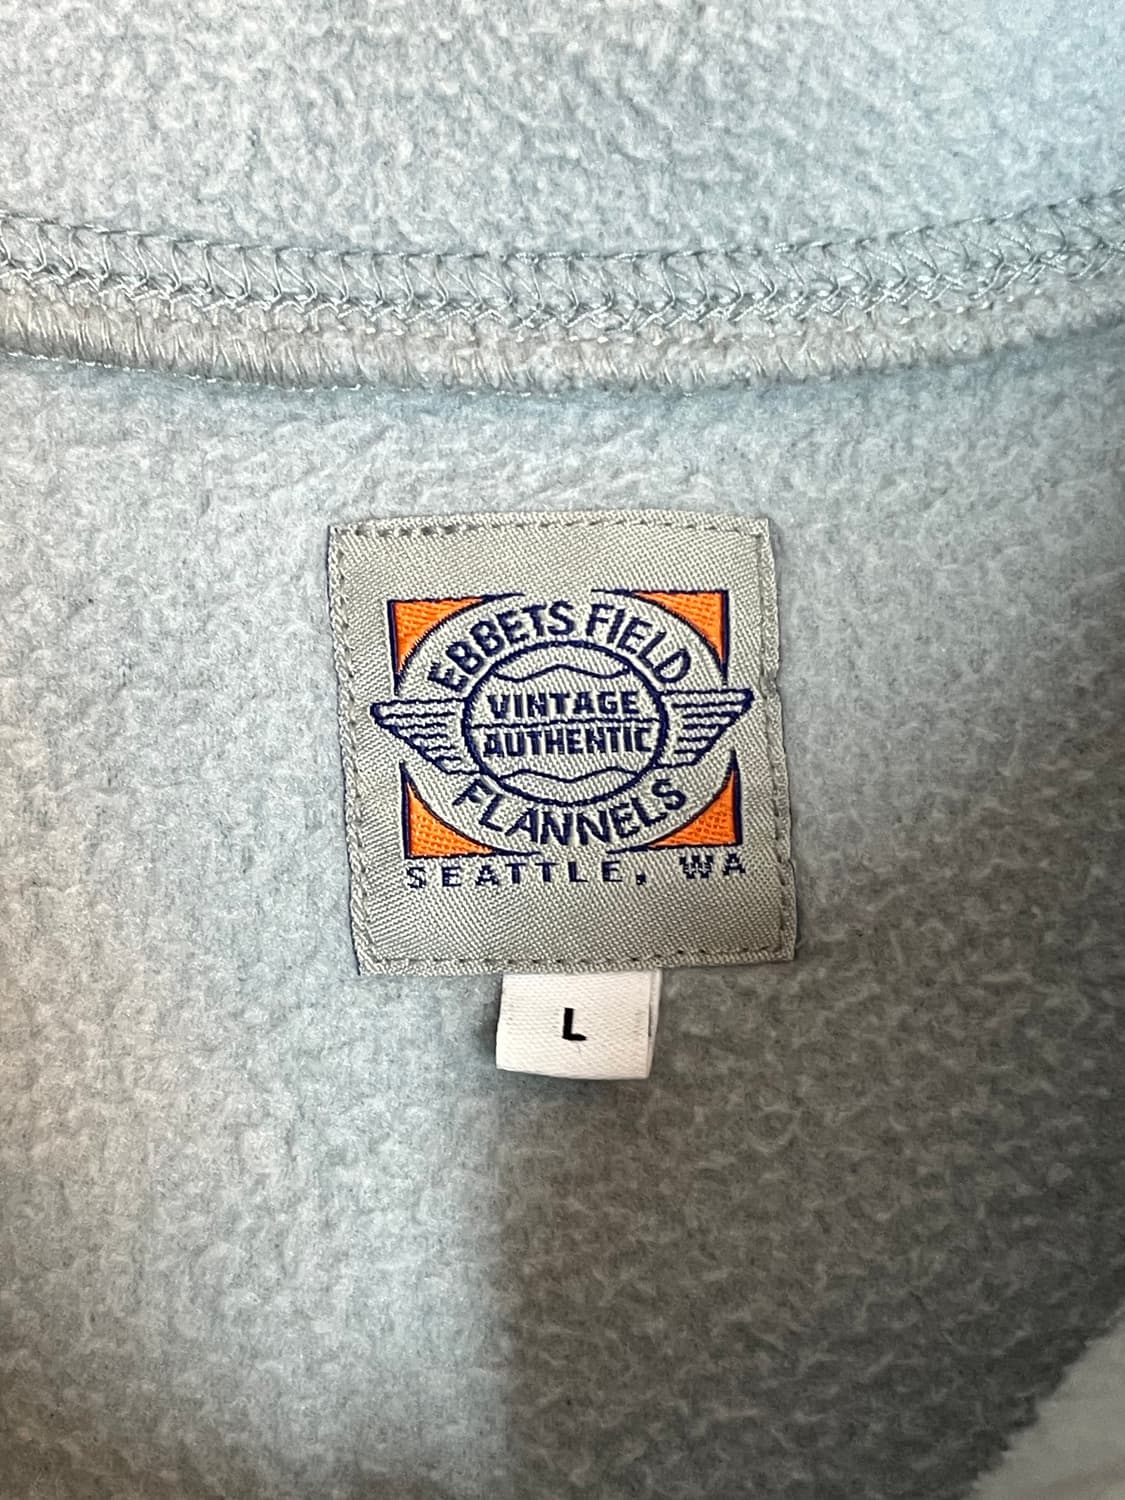 EBBETS FIELD
VINTAGE
AUTHENTIC
FLANNELS
SEATTLE, WA
L